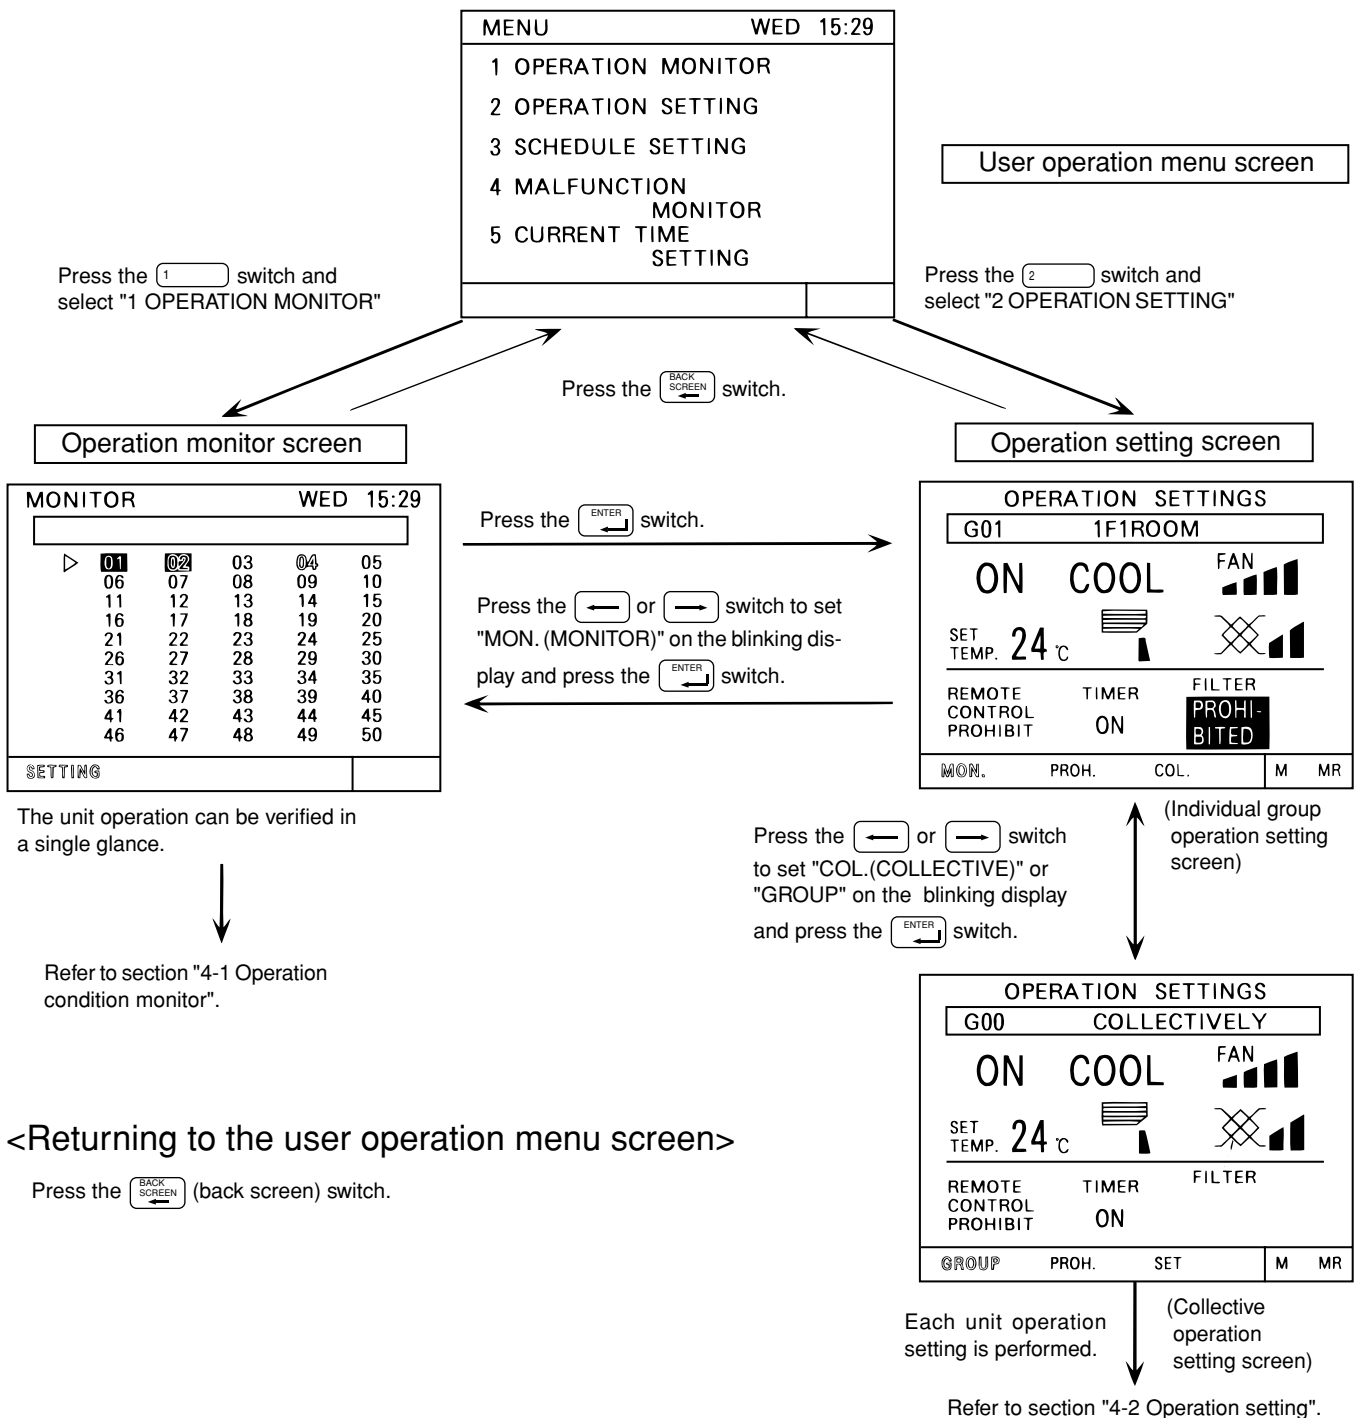 MENU WED 15:29
1 OPERATION MONITOR
2 OPERATION SETTING
3 SCHEDULE SETTING
4 MALFUNCTION
MONITOR
5 CURRENT TIME
SETTING
User operation menu screen
Press the 1 switch and
select "1 OPERATION MONITOR"
Press the 2 switch and
select "2 OPERATION SETTING"
Press the BACK SCREEN switch.
Operation monitor screen
MONITOR WED 15:29
01 02 03 04 05
06 07 08 09 10
11 12 13 14 15
16 17 18 19 20
21 22 23 24 25
26 27 28 29 30
31 32 33 34 35
36 37 38 39 40
41 42 43 44 45
46 47 48 49 50
SETTING
The unit operation can be verified in
a single glance.
Refer to section "4-1 Operation
condition monitor".
Press the ENTER switch.
Press the ← or → switch to set
"MON. (MONITOR)" on the blinking dis-
play and press the ENTER switch.
Operation setting screen
OPERATION SETTINGS
G01 1F1ROOM
ON COOL FAN
SET
TEMP. 24 °C
REMOTE
CONTROL
PROHIBIT
TIMER
ON
FILTER
PROHI-
BITED
MON. PROH. COL. M MR
(Individual group
operation setting
screen)
Press the ← or → switch
to set "COL.(COLLECTIVE)" or
"GROUP" on the blinking display
and press the ENTER switch.
OPERATION SETTINGS
G00 COLLECTIVELY
ON COOL FAN
SET
TEMP. 24 °C
REMOTE
CONTROL
PROHIBIT
TIMER
ON
FILTER
GROUP PROH. SET M MR
Each unit operation
setting is performed.
(Collective
operation
setting screen)
Refer to section "4-2 Operation setting".
<Returning to the user operation menu screen>
Press the BACK SCREEN (back screen) switch.